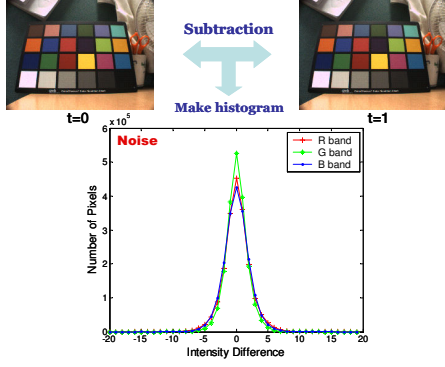 Subtraction
Make histogram
t=0
t=1
x 10^5
Noise
R band
G band
B band
Number of Pixels
6
5
4
3
2
1
0
-20 -15 -10 -5 0 5 10 15 20
Intensity Difference